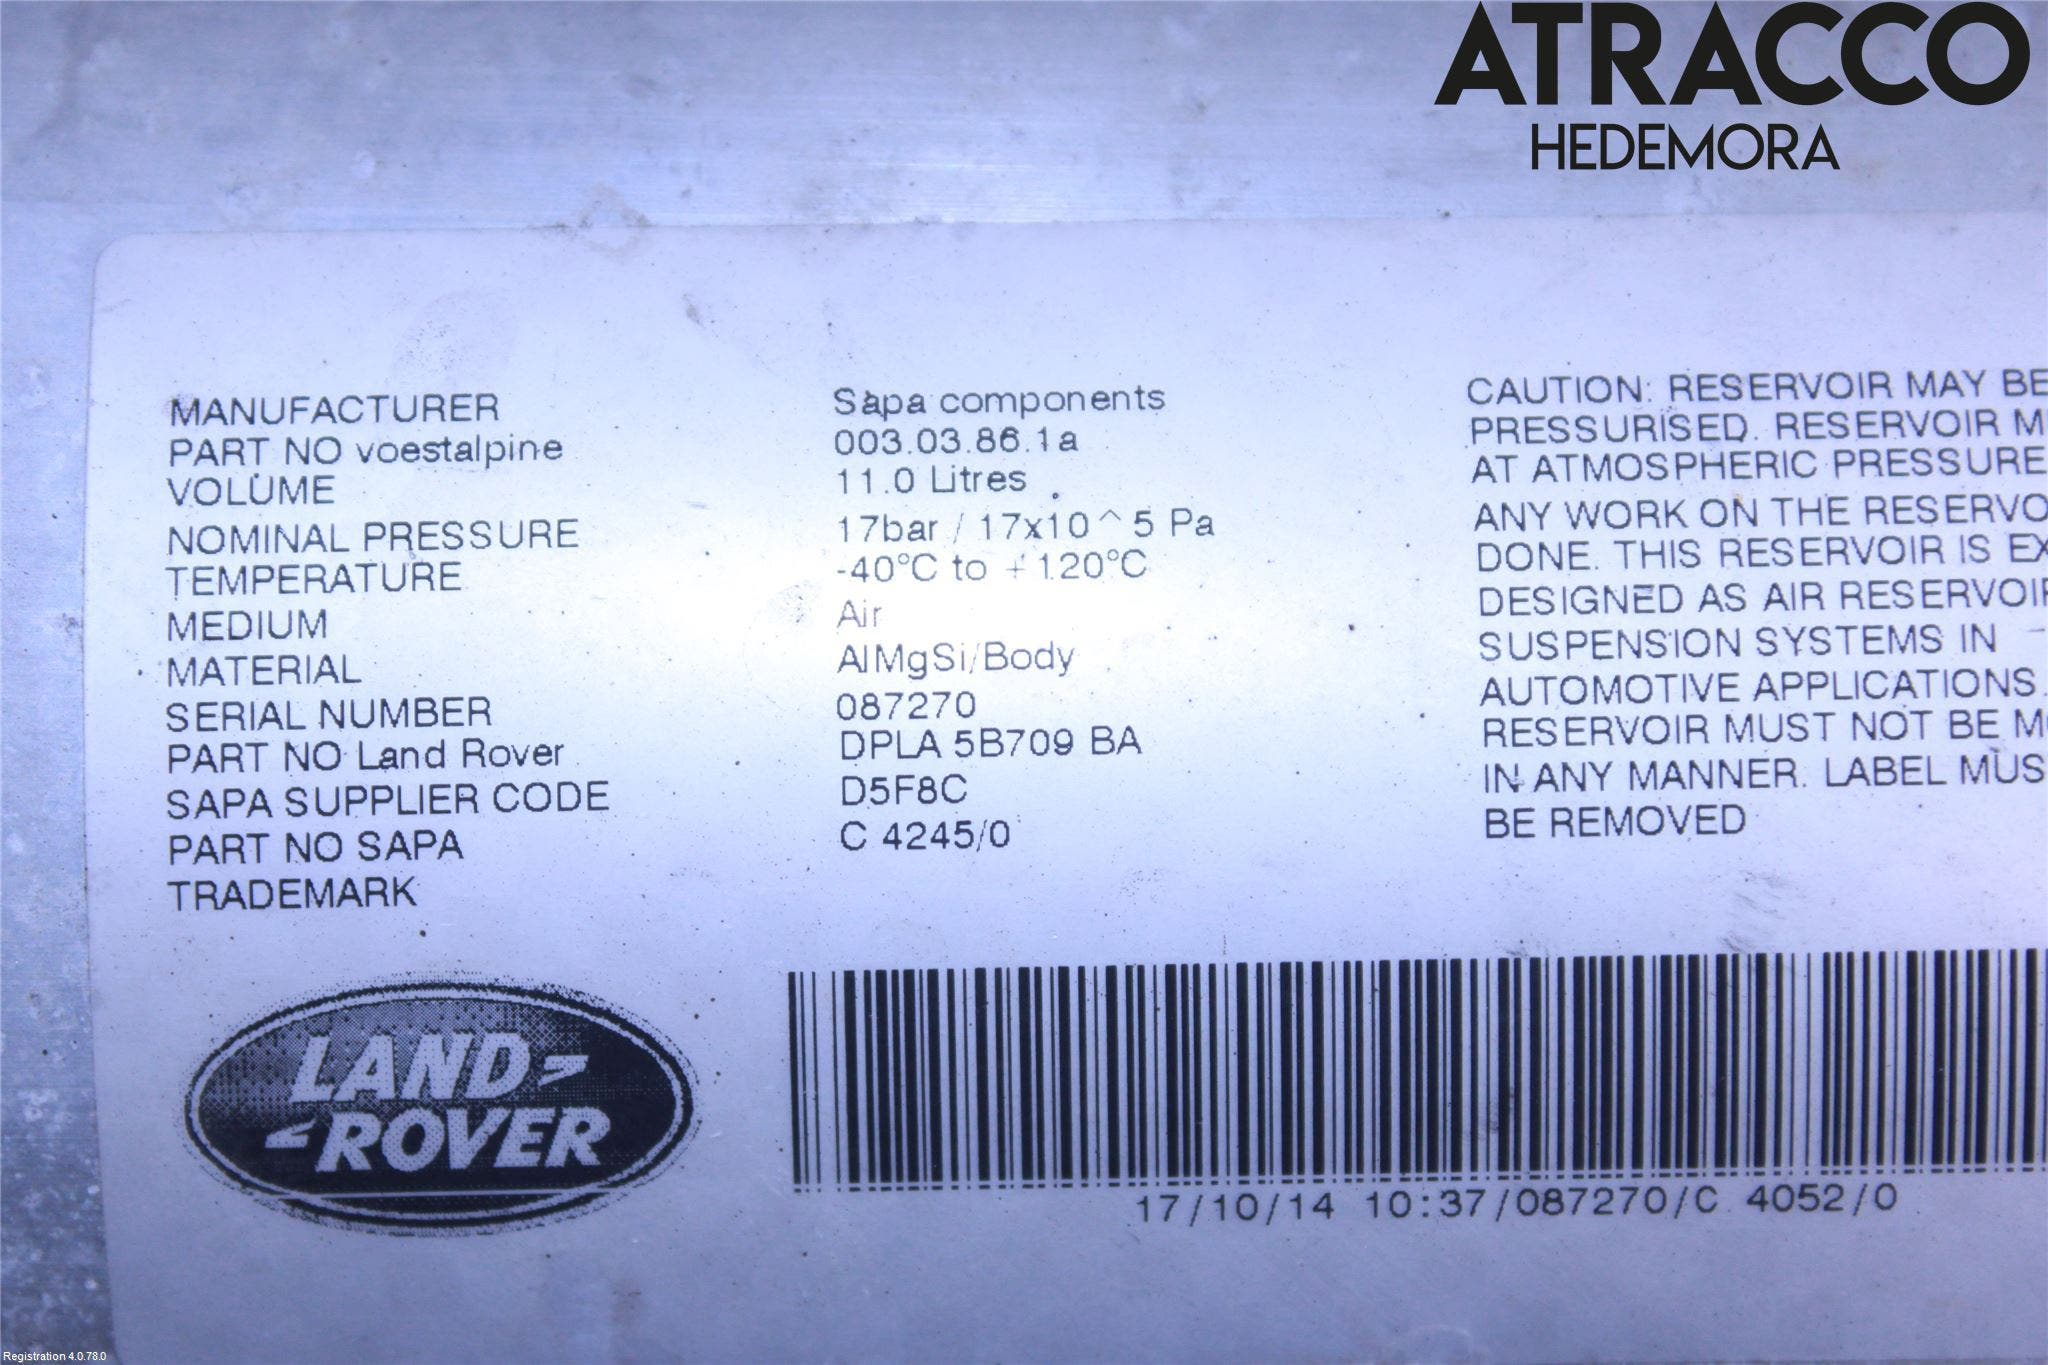 ATRACCO
HEDEMORA
MANUFACTURER Sapa components
PART NO voestalpine 003.03.86.1a
VOLUME 11.0 Litres
NOMINAL PRESSURE 17bar / 17x10^5 Pa
TEMPERATURE -40°C to +120°C
MEDIUM Air
MATERIAL AlMgSi/Body
SERIAL NUMBER 087270
PART NO Land Rover DPLA 5B709 BA
SAPA SUPPLIER CODE D5F8C
PART NO SAPA C 4245/0
TRADEMARK
CAUTION: RESERVOIR MAY BE
PRESSURISED. RESERVOIR
AT ATMOSPHERIC PRESSURE
ANY WORK ON THE
DONE. THIS RESERVOIR IS
DESIGNED AS AIR
SUSPENSION SYSTEMS IN
AUTOMOTIVE APPLICATIONS.
RESERVOIR MUST NOT BE
IN ANY MANNER. LABEL
BE REMOVED
LAND
ROVER
17/10/14 10:37/087270/C 4052/0
Registration 4.0.78.0